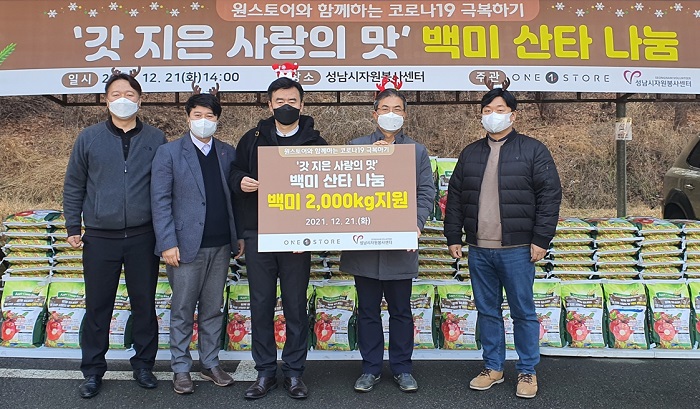 원스토어와 함께하는 코로나19 극복하기
‘갓 지은 사랑의 맛’ 백미 산타 나눔
일시 12. 21(화) 14:00 장소 성남시자원봉사센터 주관 ONE STORE 성남시자원봉사센터
원스토어와 함께하는 코로나19 극복하기
‘갓 지은 사랑의 맛’
백미 산타 나눔
백미 2,000kg지원
2021. 12. 21.(화)
ONE STORE 성남시자원봉사센터